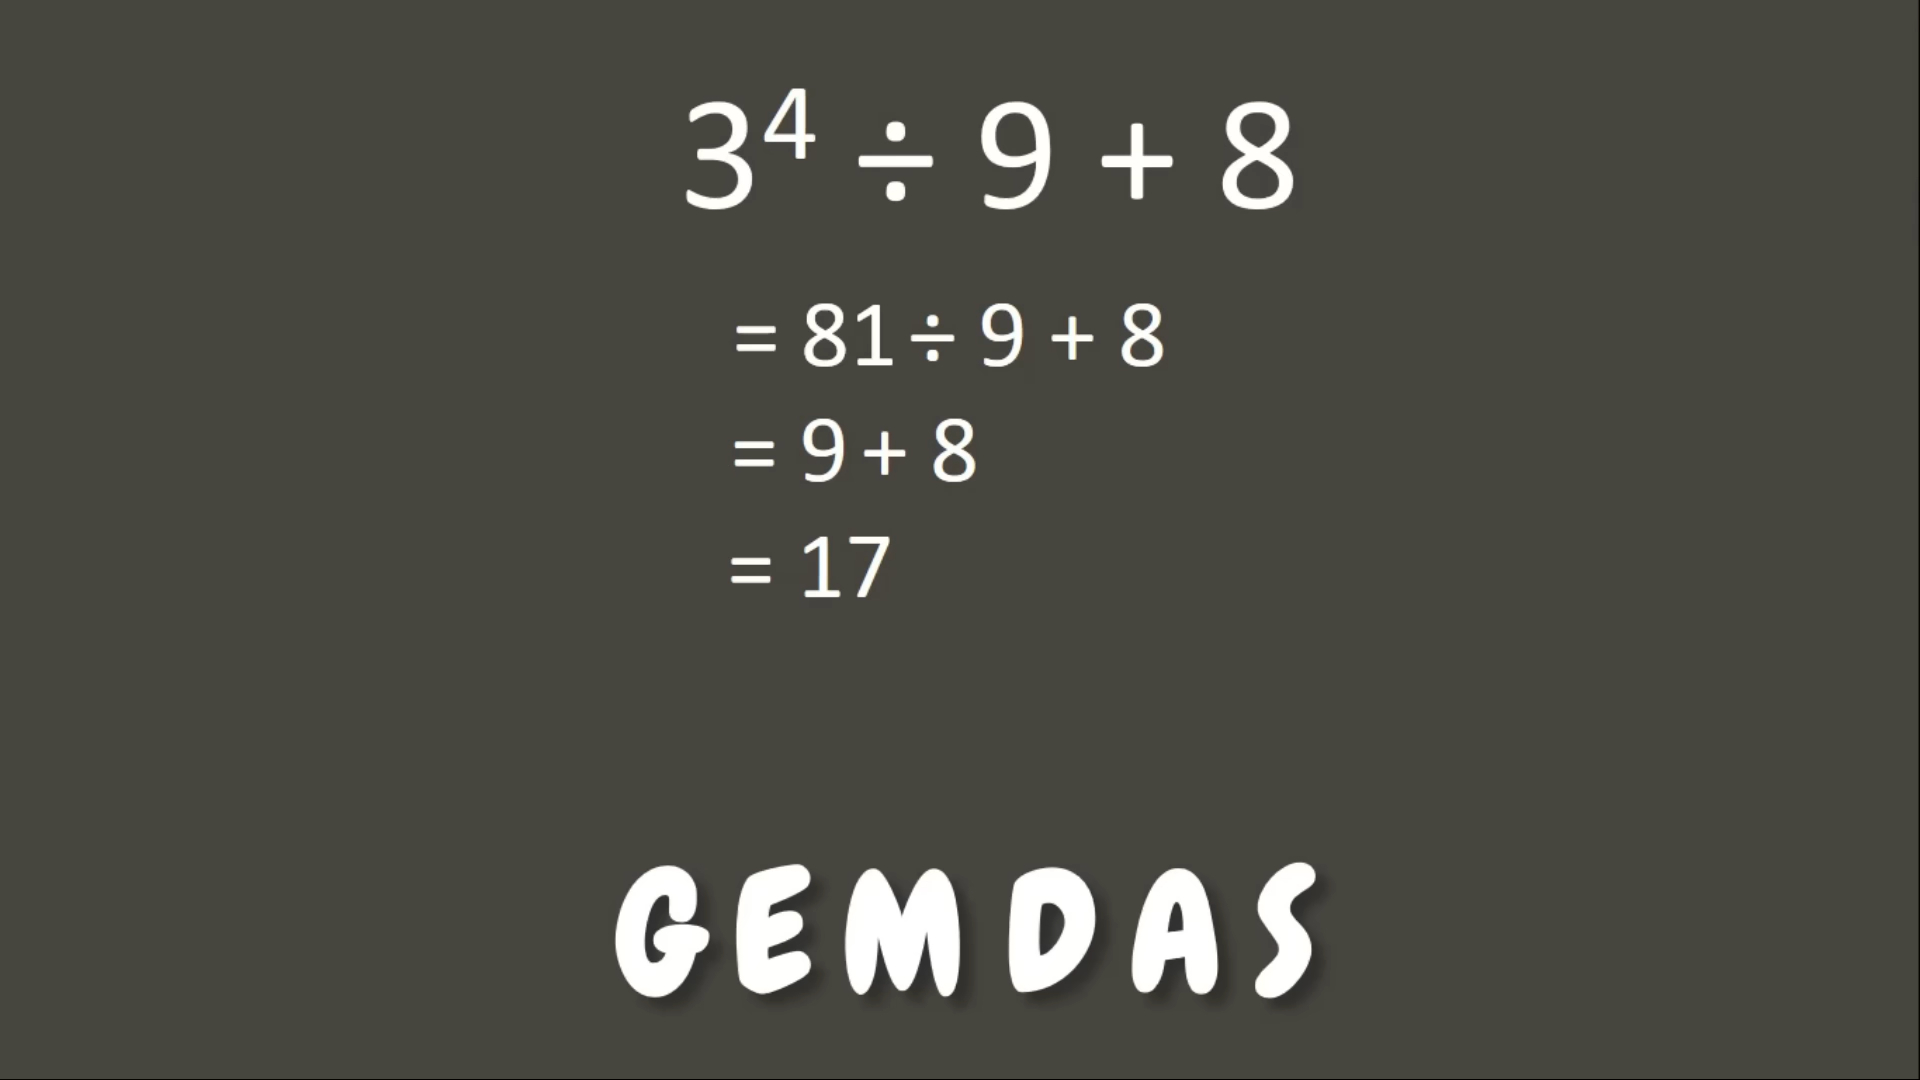 3⁴ ÷ 9 + 8
= 81 ÷ 9 + 8
= 9 + 8
= 17
GEMDAS